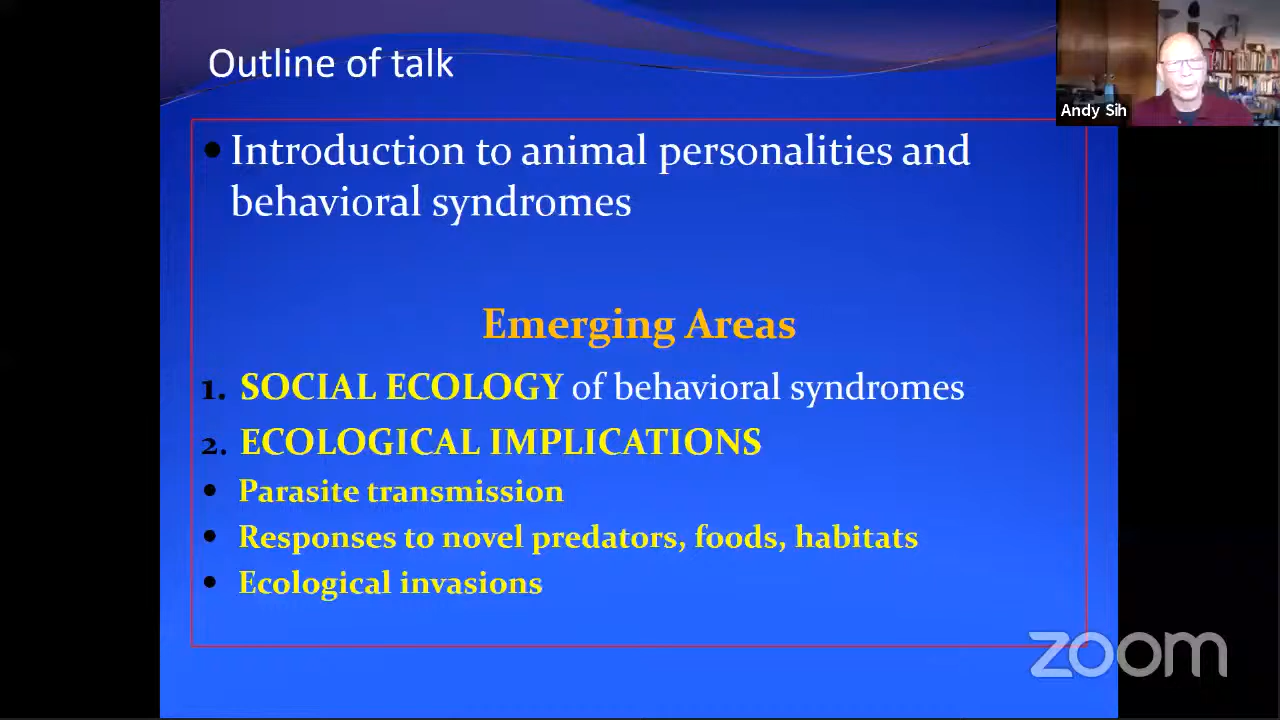 Outline of talk
Andy Sih
• Introduction to animal personalities and
behavioral syndromes
Emerging Areas
1. SOCIAL ECOLOGY of behavioral syndromes
2. ECOLOGICAL IMPLICATIONS
• Parasite transmission
• Responses to novel predators, foods, habitats
• Ecological invasions
zoom